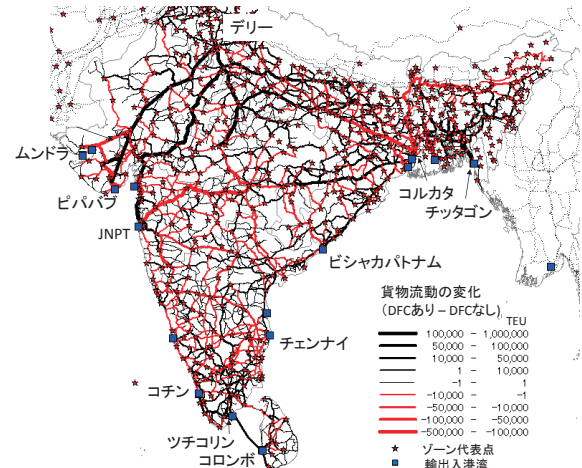 デリー
ムンドラ
ピパバブ
JNPT
コルカタ
チッタゴン
ビシャカパトナム
チェンナイ
コチン
ツチコリン
コロンボ
貨物流動の変化
（DFCあり – DFCなし）
TEU
100,000 - 1,000,000
50,000 - 100,000
10,000 - 50,000
1 - 10,000
-1 - 1
-10,000 - -1
-50,000 - -10,000
-100,000 - -50,000
-500,000 - -100,000
ゾーン代表点
輸出入港湾